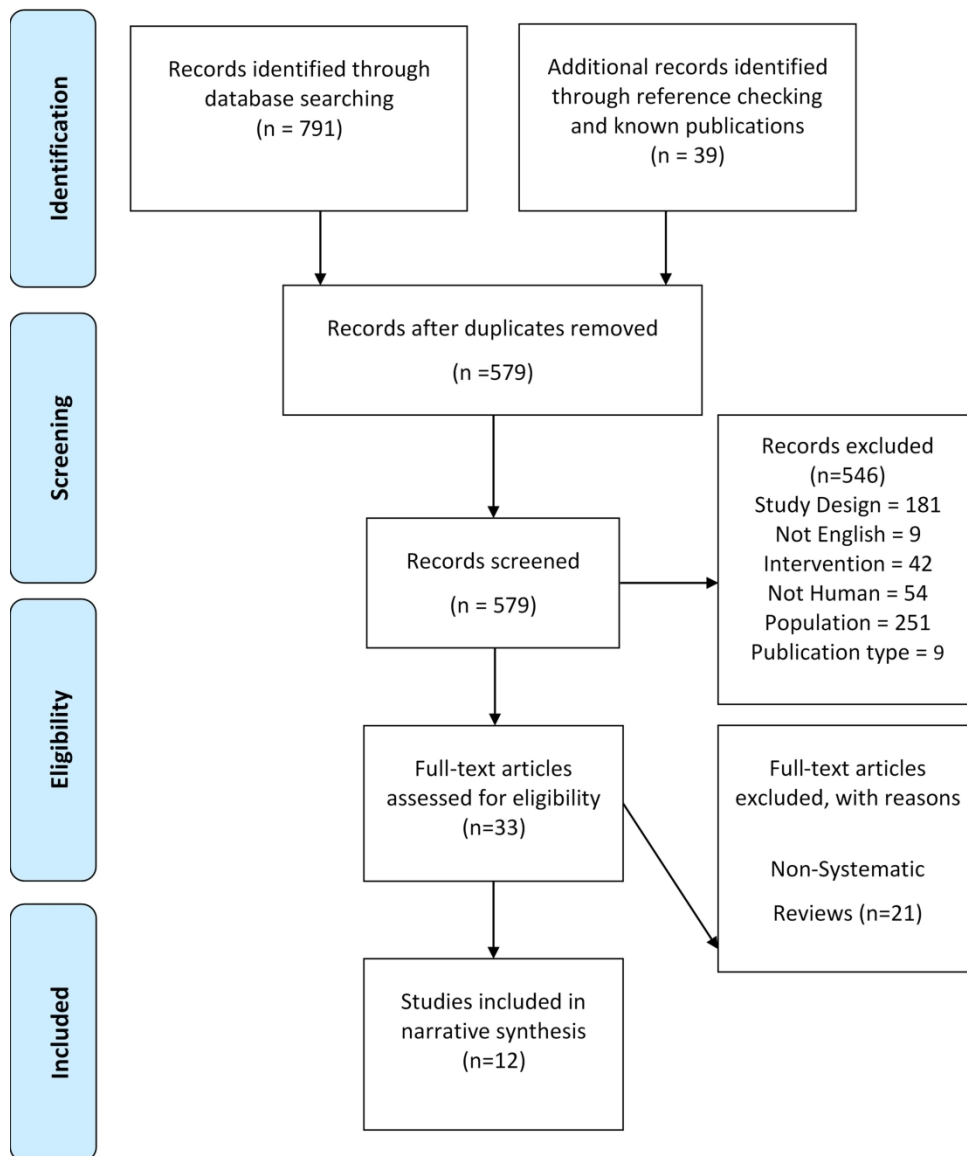 Identification
Records identified through
database searching
(n = 791)
Additional records identified
through reference checking
and known publications
(n = 39)
Screening
Records after duplicates removed
(n =579)
Records screened
(n = 579)
Records excluded
(n=546)
Study Design = 181
Not English = 9
Intervention = 42
Not Human = 54
Population = 251
Publication type = 9
Eligibility
Full-text articles
assessed for eligibility
(n=33)
Full-text articles
excluded, with reasons
Non-Systematic
Reviews (n=21)
Included
Studies included in
narrative synthesis
(n=12)